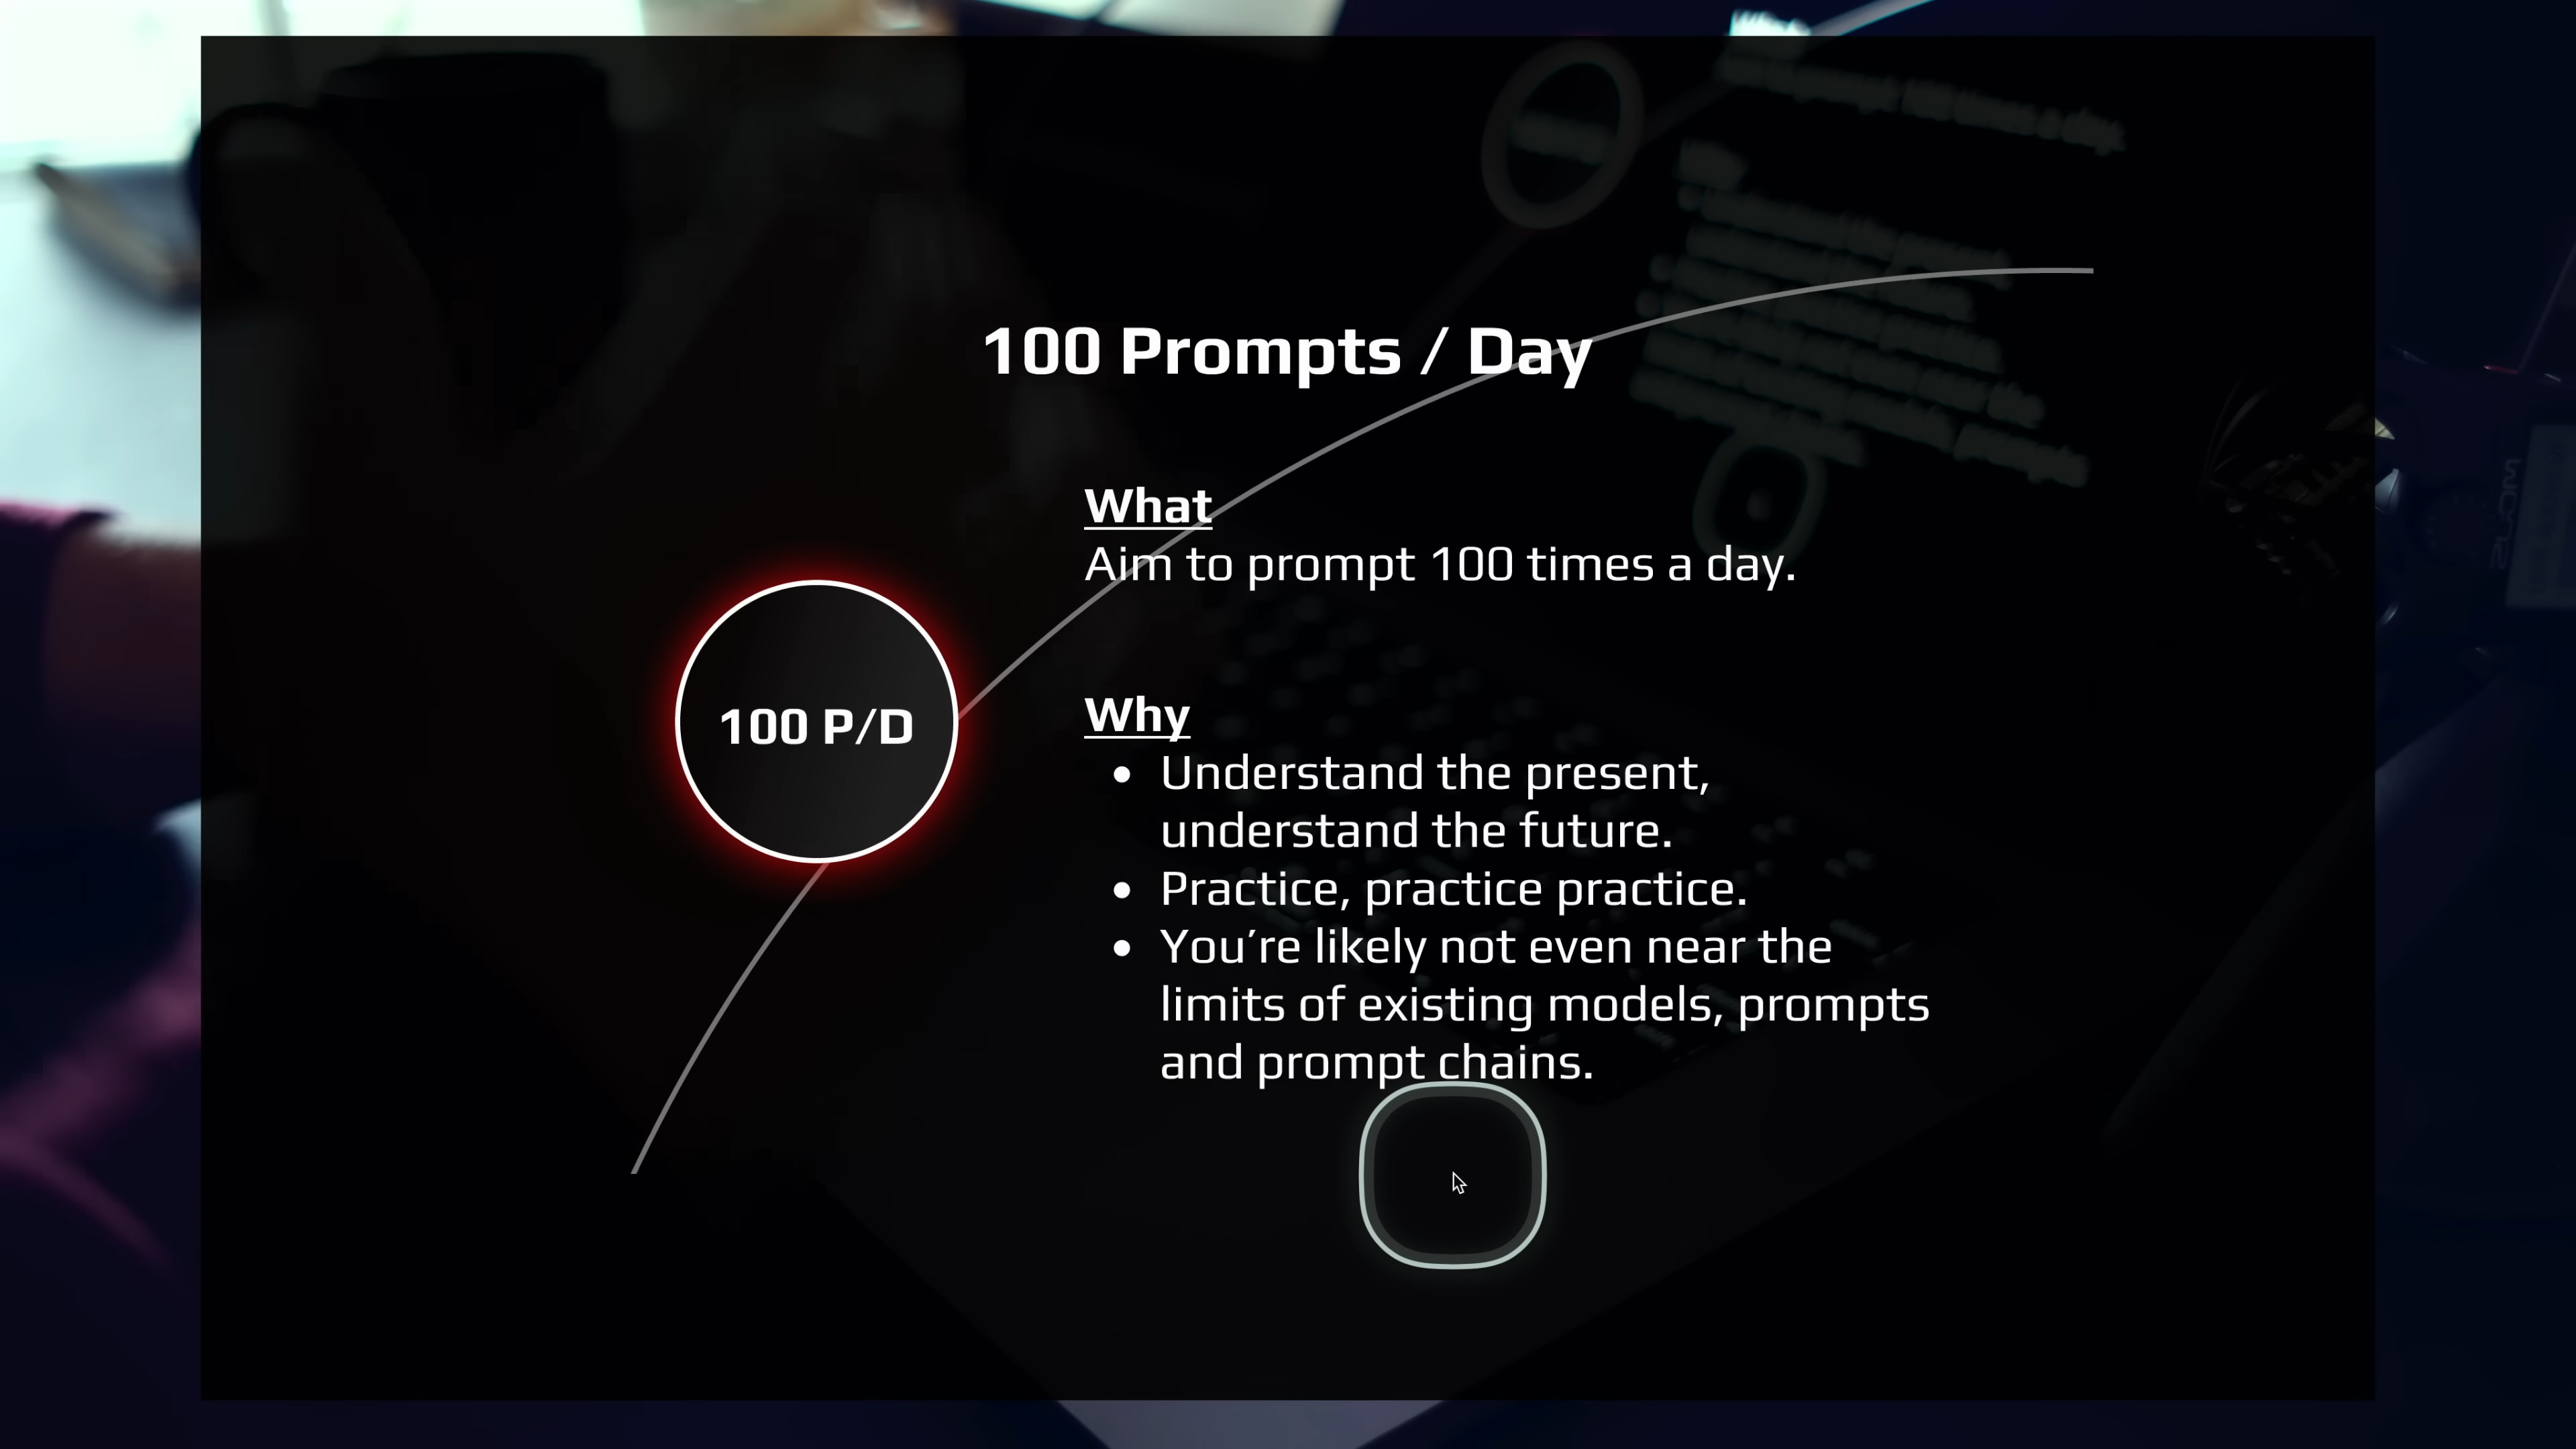 100 Prompts / Day
What
Aim to prompt 100 times a day.
100 P/D
Why
• Understand the present,
understand the future.
• Practice, practice practice.
• You're likely not even near the
limits of existing models, prompts
and prompt chains.